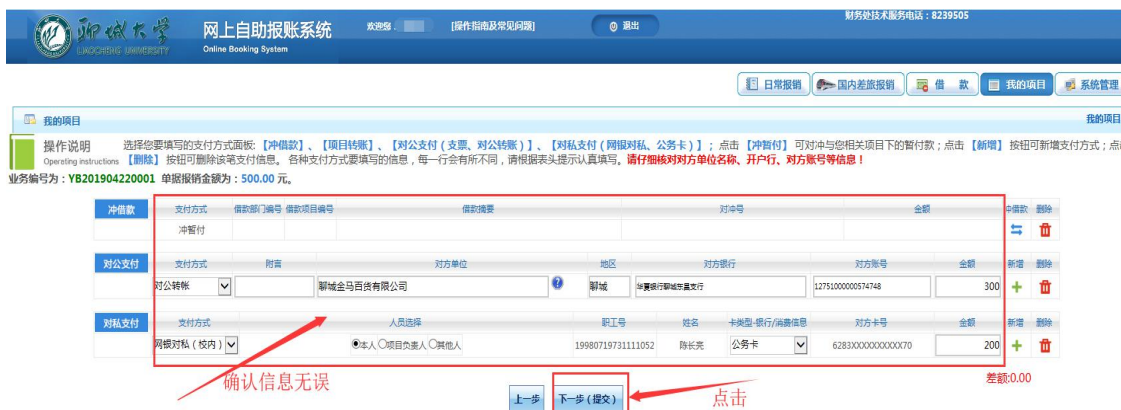 聊城大学
LIAOCHENG UNIVERSITY
网上自助报账系统
Online Booking System
欢迎您：
[操作指南及常见问题]
退出
财务处技术服务电话：8239505
日常报销
国内差旅报销
借 款
我的项目
系统管理
我的项目
我的项目
操作说明 选择您要填写的支付方式面板:【冲借款】、【项目转账】、【对公支付（支票、对公转账）】、【对私支付（网银对私、公务卡）】；点击【冲暂付】可对冲与您相关项目下的暂付款；点击【新增】按钮可新增支付方式；点
Operating instructions 【删除】按钮可删除该笔支付信息。 各种支付方式要填写的信息，每一行会有所不同，请根据表头提示认真填写。请仔细核对对方单位名称、开户行、对方账号等信息！
业务编号为：YB201904220001 单据报销金额为：500.00 元。
冲借款 支付方式 借款部门编号 借款项目编号 借款摘要 对冲号 金额 冲借款 删除
冲暂付
对公支付 支付方式 附言 对方单位 地区 对方银行 对方账号 金额 新增 删除
对公转帐 聊城金马百货有限公司 聊城 华夏银行聊城东昌支行 12751000000574748 300
对私支付 支付方式 人员选择 职工号 姓名 卡类型-银行/消费信息 对方卡号 金额 新增 删除
网银对私（校内） 本人 项目负责人 其他人 19980719731111052 陈长亮 公务卡 6283XXXXXXXXXX70 200
差额:0.00
确认信息无误
上一步
下一步（提交）
点击